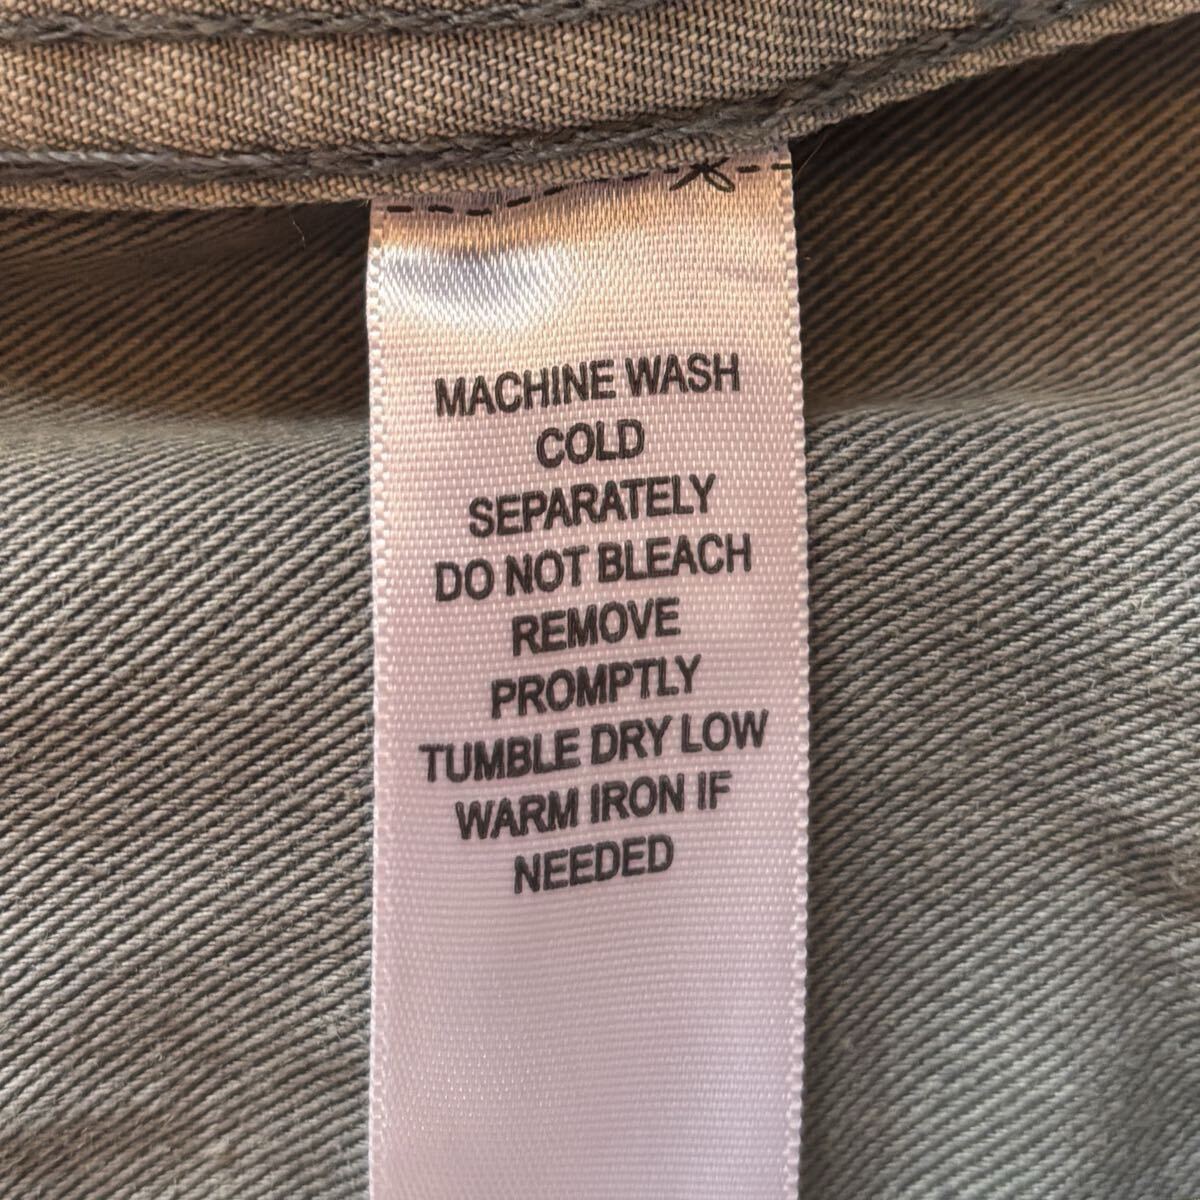 MACHINE WASH
COLD
SEPARATELY
DO NOT BLEACH
REMOVE
PROMPTLY
TUMBLE DRY LOW
WARM IRON IF
NEEDED